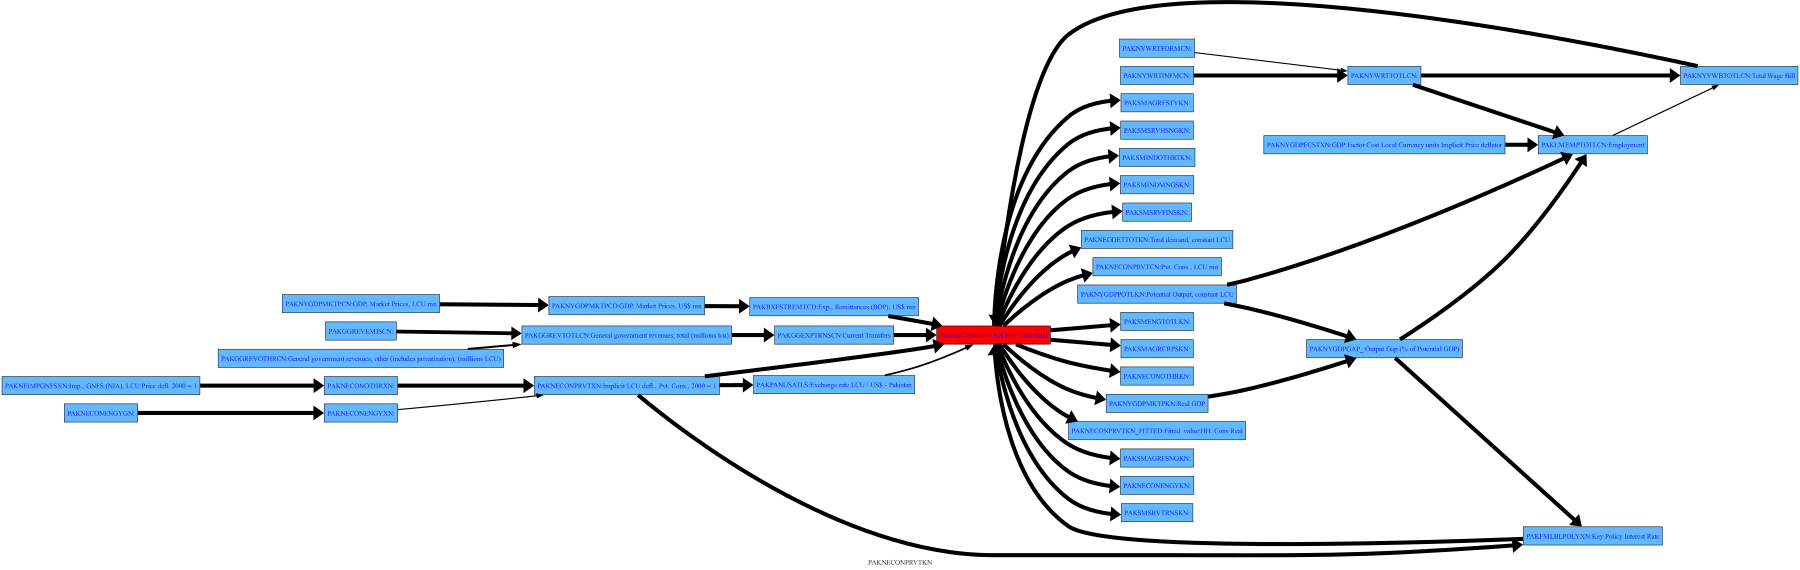 PAKNYWRTFORMCN:
PAKNYWRTINFMCN:
PAKNYWRTTOTLCN:
PAKNYYWBTOTLCN:Total Wage Bill
PAKSMAGRFSTYKN:
PAKSMSRVHSNGKN:
PAKNYGDPFCSTXN:GDP Factor Cost Local Currency units Implicit Price deflator
PAKLMEMPTOTLCN:Employment
PAKSMINDOTHRTKN:
PAKSMINDMNGSKN:
PAKSMSRVFINSKN:
PAKNEGDETTOTKN:Total demand, constant LCU
PAKNECONPRVTCN:Pvt. Cons., LCU mn
PAKNYGDPPOTLKN:Potential Output, constant LCU
PAKNYGDPMKTPCN:GDP, Market Prices, LCU mn
PAKNYGDPMKTPCD:GDP, Market Prices, US$ mn
PAKBXFSTREMTCD:Exp., Remittances (BOP), US$ mn
PAKGGREVEMISCN:
PAKGGREVTOTLCN:General government revenues, total (millions lcu)
PAKGGEXPTRNSCN:Current Transfers
PAKNECONPRVTKN:HH. Cons Real
PAKSMENGTOTLKN:
PAKSMAGRCRPSKN:
PAKNYGDPGAP_:Output Gap (% of Potential GDP)
PAKGGREVOTHRCN:General government revenues, other (includes privatization), (millions LCU)
PAKNECONOTHRKN:
PAKNEIMPGNFSXN:Imp., GNFS (NIA), LCU Price defl. 2000 = 1
PAKNECONOTHRXN:
PAKNECONPRVTXN:Implicit LCU defl., Pvt. Cons., 2000 = 1
PAKPANUSATLS:Exchange rate LCU / US$ - Pakistan
PAKNYGDPMKTPKN:Real GDP
PAKNECONENGYGN:
PAKNECONENGYXN:
PAKNECONPRVTKN_FITTED:Fitted value:HH. Cons Real
PAKSMAGRFSNGKN:
PAKNECONENGYKN:
PAKSMSRVTRNSKN:
PAKFMLBLPOLYXN:Key Policy Interest Rate
PAKNECONPRVTKN